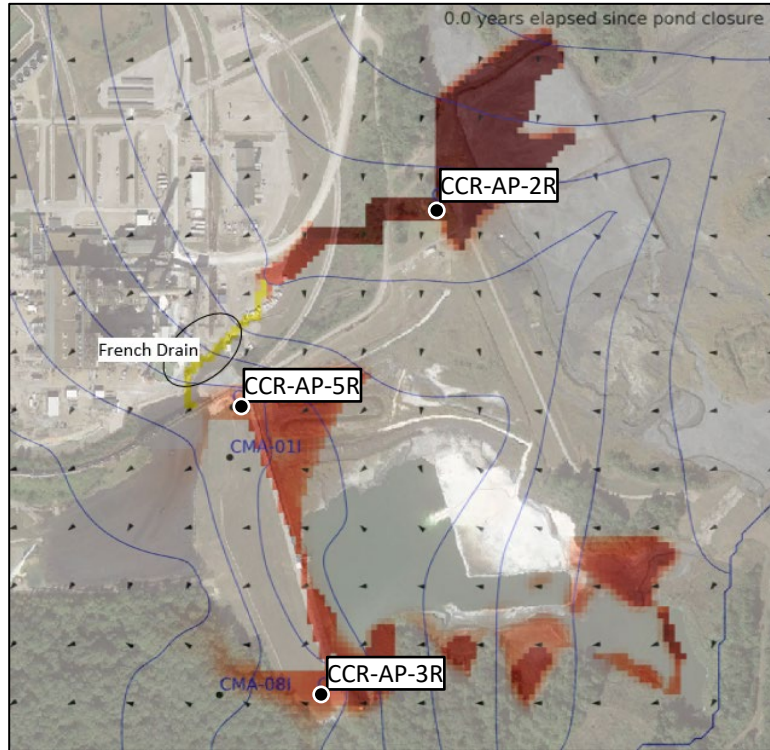 0.0 years elapsed since pond closure
CCR-AP-2R
French Drain
CCR-AP-5R
CMA-01I
CCR-AP-3R
CMA-08I